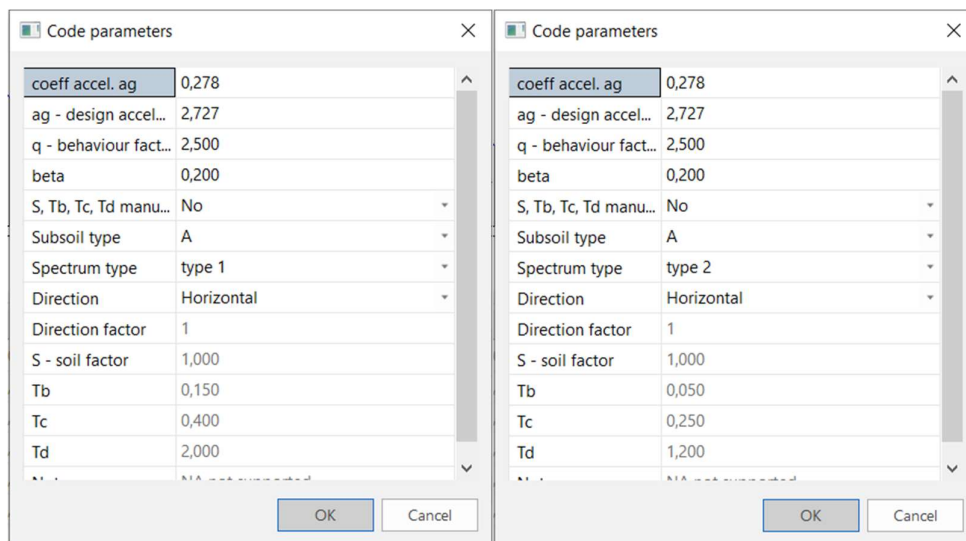 Code parameters
coeff accel. ag 0,278
ag - design accel... 2,727
q - behaviour fact... 2,500
beta 0,200
S, Tb, Tc, Td manu... No
Subsoil type A
Spectrum type type 1
Direction Horizontal
Direction factor 1
S - soil factor 1,000
Tb 0,150
Tc 0,400
Td 2,000
OK Cancel
Code parameters
coeff accel. ag 0,278
ag - design accel... 2,727
q - behaviour fact... 2,500
beta 0,200
S, Tb, Tc, Td manu... No
Subsoil type A
Spectrum type type 2
Direction Horizontal
Direction factor 1
S - soil factor 1,000
Tb 0,050
Tc 0,250
Td 1,200
OK Cancel